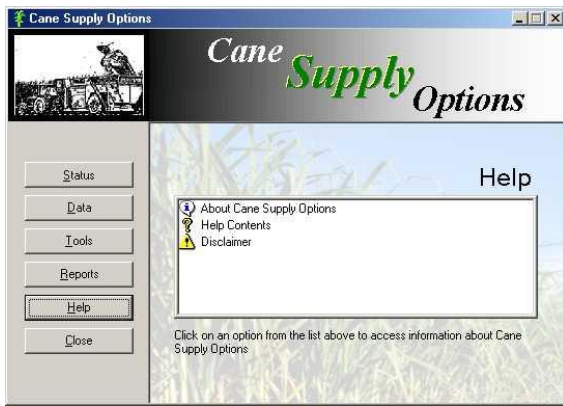 Cane Supply Options
Cane
Supply
Options
Status
Data
Tools
Reports
Help
Close
Help
About Cane Supply Options
Help Contents
Disclaimer
Click on an option from the list above to access information about Cane
Supply Options